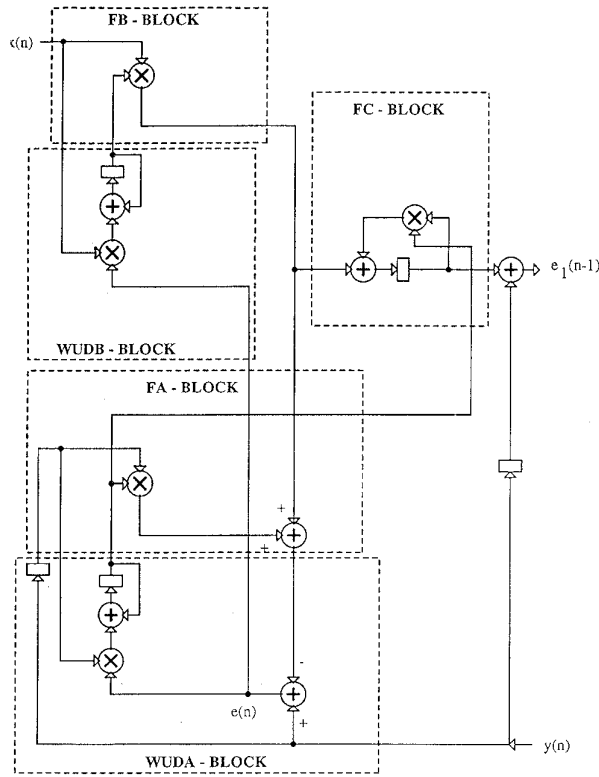 FB - BLOCK
x(n)
FC - BLOCK
e1(n-1)
WUDB - BLOCK
FA - BLOCK
+
+
-
e(n)
+
y(n)
WUDA - BLOCK